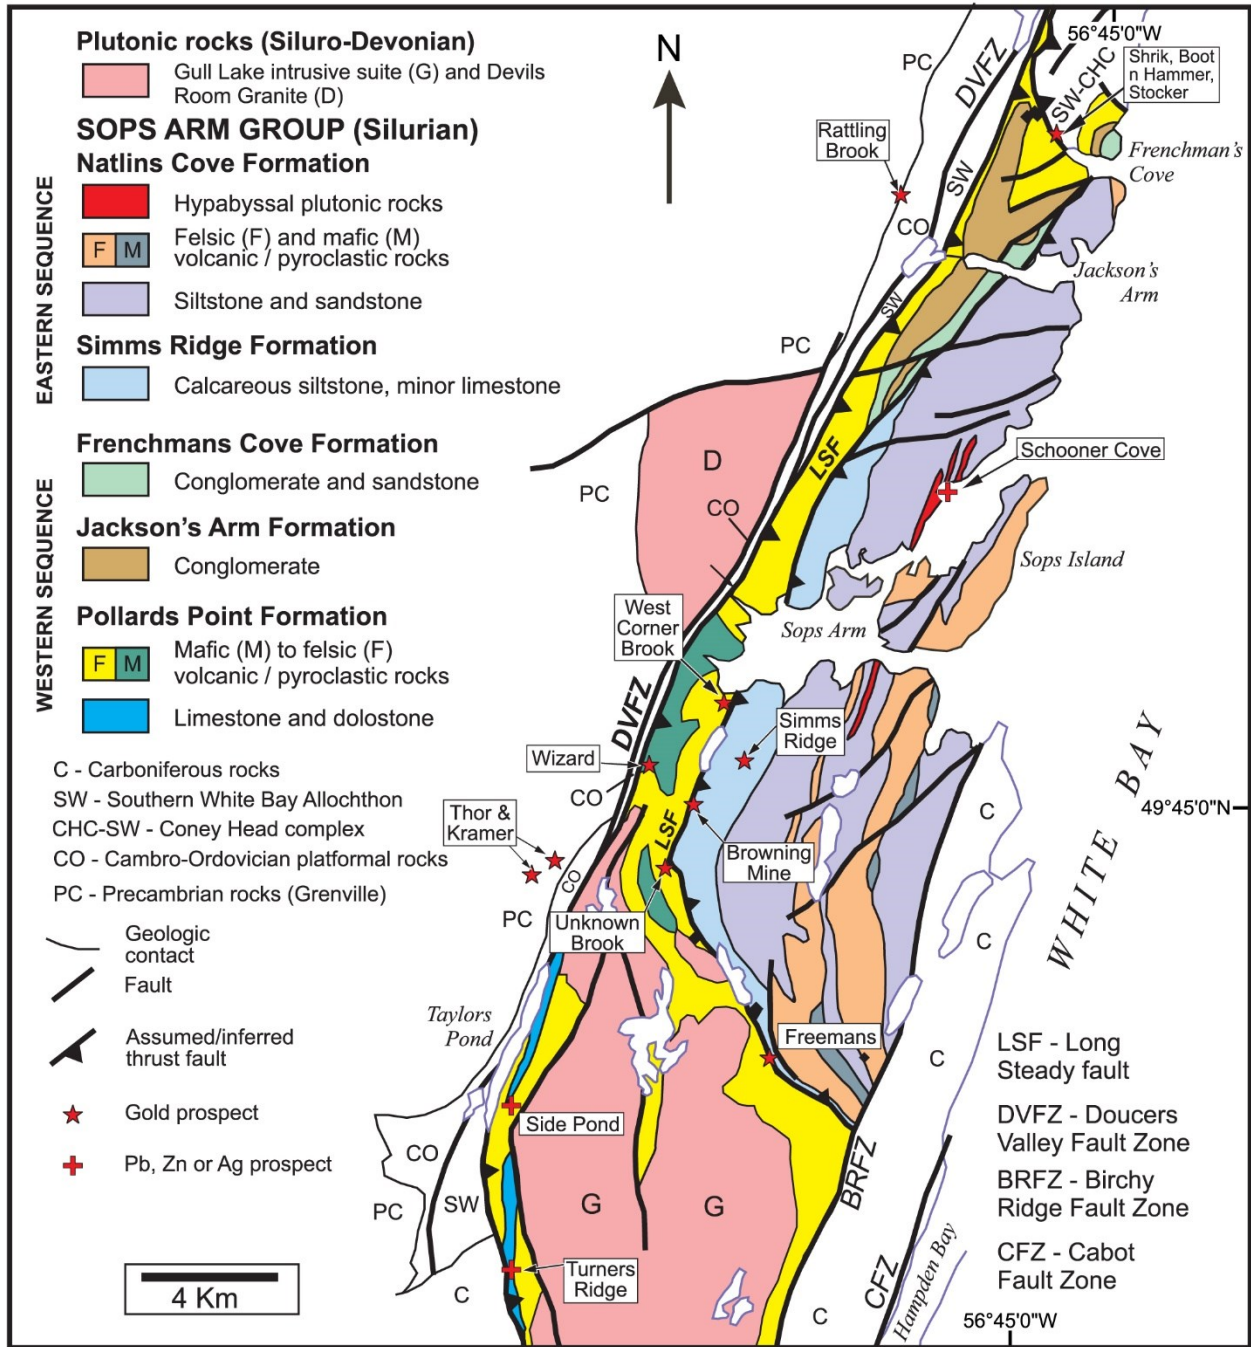 Plutonic rocks (Siluro-Devonian)
Gull Lake intrusive suite (G) and Devils
Room Granite (D)
SOPS ARM GROUP (Silurian)
EASTERN SEQUENCE
Natlins Cove Formation
Hypabyssal plutonic rocks
F M
Felsic (F) and mafic (M)
volcanic / pyroclastic rocks
Siltstone and sandstone
Simms Ridge Formation
Calcareous siltstone, minor limestone
WESTERN SEQUENCE
Frenchmans Cove Formation
Conglomerate and sandstone
Jackson's Arm Formation
Conglomerate
Pollards Point Formation
F M
Mafic (M) to felsic (F)
volcanic / pyroclastic rocks
Limestone and dolostone
C - Carboniferous rocks
SW - Southern White Bay Allochthon
CHC-SW - Coney Head complex
CO - Cambro-Ordovician platformal rocks
PC - Precambrian rocks (Grenville)
Geologic
contact
Fault
Assumed/inferred
thrust fault
Gold prospect
Pb, Zn or Ag prospect
4 Km
N
56°45'0"W
Shrik, Boot
n Hammer,
Stocker
PC
DVFZ
SW-CHC
Rattling
Brook
Frenchman's
Cove
SW
CO
Jackson's
Arm
SW
PC
D
LSF
Schooner Cove
PC
CO
Sops Island
West
Corner
Brook
Sops Arm
DVFZ
Simms
Ridge
Wizard
WHITE BAY
CO
C
49°45'0"N
Thor &
Kramer
LSF
Browning
Mine
CO
PC
Unknown
Brook
C
Taylors
Pond
Freemans
C
Side Pond
CO
BRFZ
PC
SW
G
G
C
Turners
Ridge
C
CFZ
Hampden Bay
56°45'0"W
LSF - Long
Steady fault
DVFZ - Doucers
Valley Fault Zone
BRFZ - Birchy
Ridge Fault Zone
CFZ - Cabot
Fault Zone